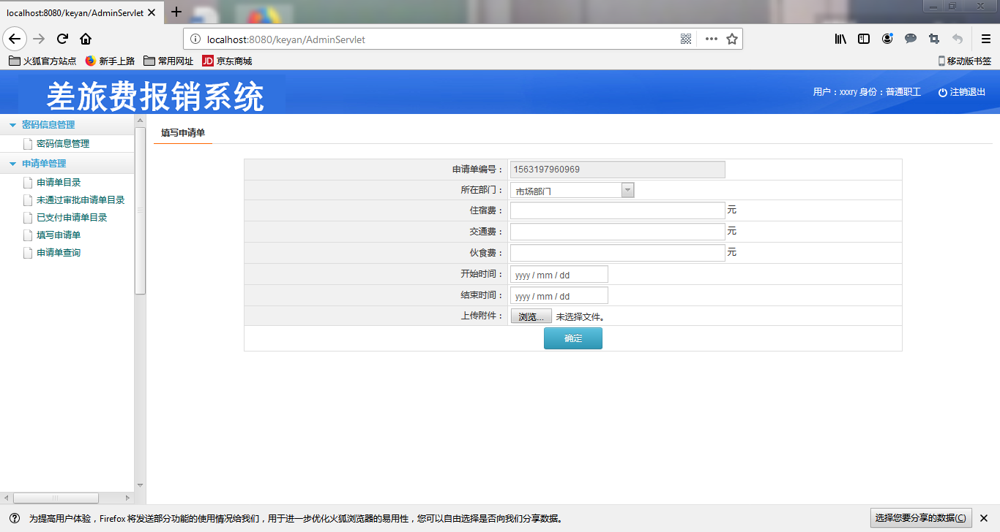 localhost:8080/keyan/AdminServlet
localhost:8080/keyan/AdminServlet
火狐官方站点 新手上路 常用网址 JD 京东商城 移动版书签
差旅费报销系统
用户：xxxry 身份：普通职工 注销退出
密码信息管理
密码信息管理
申请单管理
申请单目录
未通过审批申请单目录
已支付申请单目录
填写申请单
申请单查询
填写申请单
申请单编号： 1563197960969
所在部门： 市场部门
住宿费： 元
交通费： 元
伙食费： 元
开始时间： yyyy / mm / dd
结束时间： yyyy / mm / dd
上传附件： 浏览... 未选择文件。
确定
为提高用户体验，Firefox 将发送部分功能的使用情况给我们，用于进一步优化火狐浏览器的易用性，您可以自由选择是否向我们分享数据。 选择您要分享的数据(C)